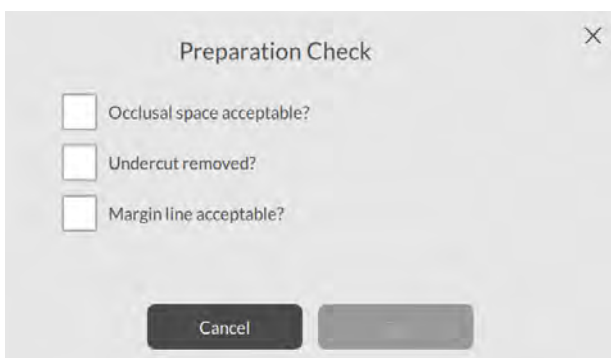 Preparation Check
Occlusal space acceptable?
Undercut removed?
Margin line acceptable?
Cancel